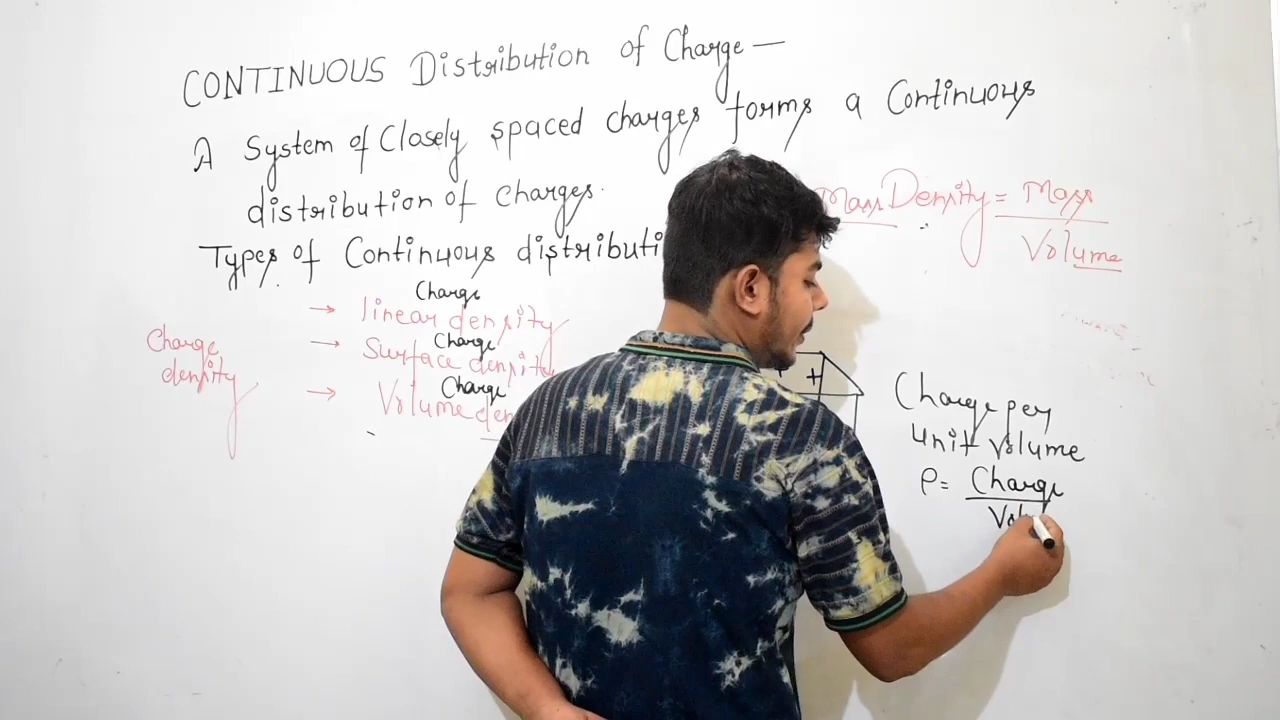 CONTINUOUS Distribution of Charge —
A System of Closely spaced charges forms a Continuous
distribution of charges.
Types of Continuous distributi
Mass Density = Mass
Volume
Charge
density
→ linear Charge density
→ Surface Charge density
→ Volume Charge den
+
Charge per
unit volume
ρ = Charge
Volu